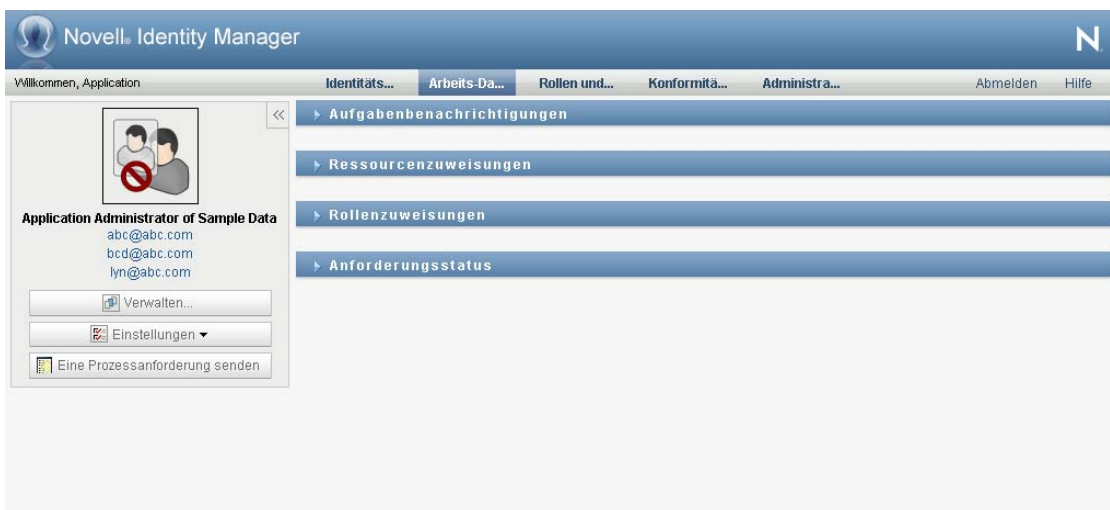 Novell® Identity Manager
N
Willkommen, Application
Identitäts... Arbeits-Da... Rollen und... Konformitä... Administra... Abmelden Hilfe
Application Administrator of Sample Data
abc@abc.com
bcd@abc.com
lyn@abc.com
Verwalten...
Einstellungen
Eine Prozessanforderung senden
Aufgabenbenachrichtigungen
Ressourcenzuweisungen
Rollenzuweisungen
Anforderungsstatus